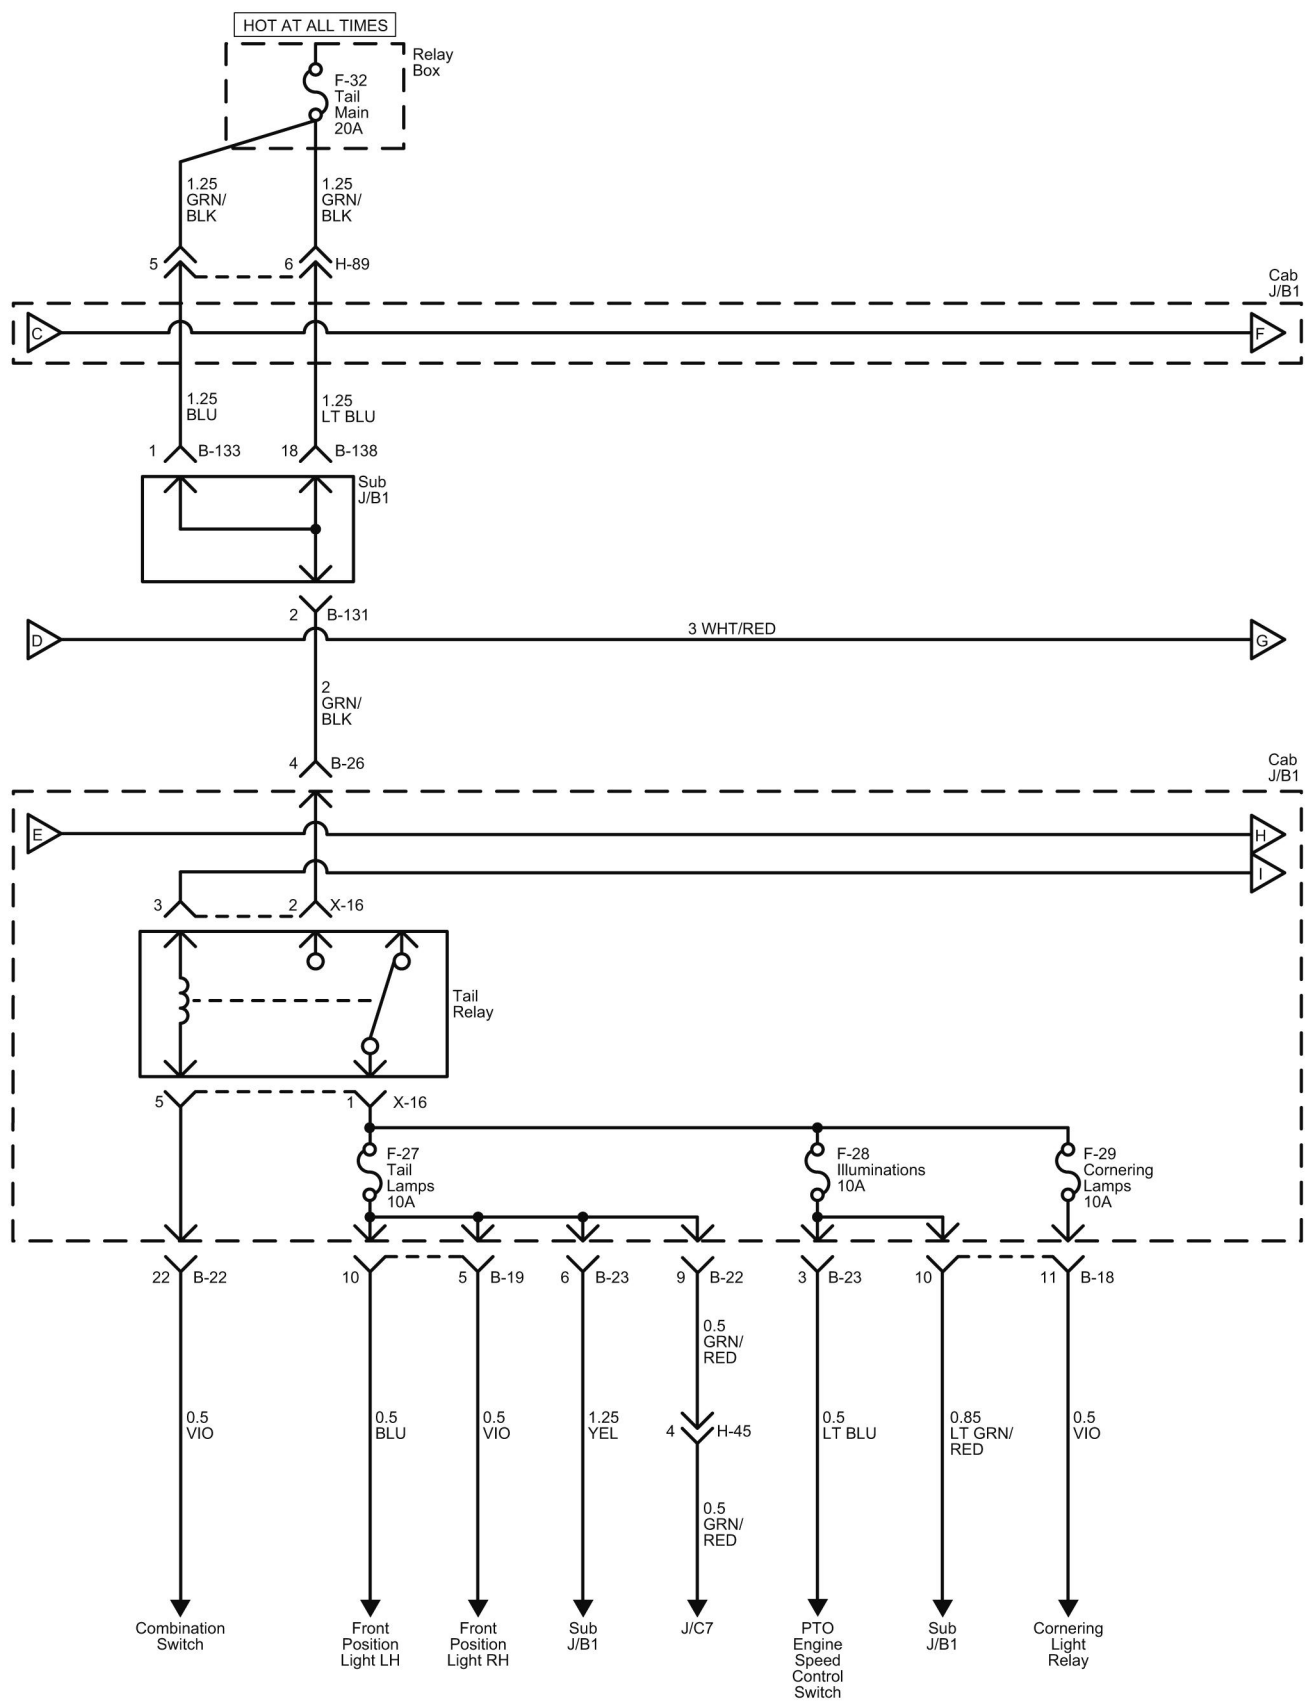 HOT AT ALL TIMES
Relay
Box
F-32
Tail
Main
20A
1.25
GRN/
BLK
1.25
GRN/
BLK
5
6
H-89
Cab
J/B1
C
F
1.25
BLU
1.25
LT BLU
1
B-133
18
B-138
Sub
J/B1
2
B-131
D
3 WHT/RED
G
2
GRN/
BLK
4
B-26
Cab
J/B1
E
H
I
3
2
X-16
Tail
Relay
5
1
X-16
F-27
Tail
Lamps
10A
F-28
Illuminations
10A
F-29
Cornering
Lamps
10A
22
B-22
10
5
B-19
6
B-23
9
B-22
3
B-23
10
11
B-18
0.5
GRN/
RED
0.5
VIO
0.5
BLU
0.5
VIO
1.25
YEL
4
H-45
0.5
LT BLU
0.85
LT GRN/
RED
0.5
VIO
0.5
GRN/
RED
Combination
Switch
Front
Position
Light LH
Front
Position
Light RH
Sub
J/B1
J/C7
PTO
Engine
Speed
Control
Switch
Sub
J/B1
Cornering
Light
Relay